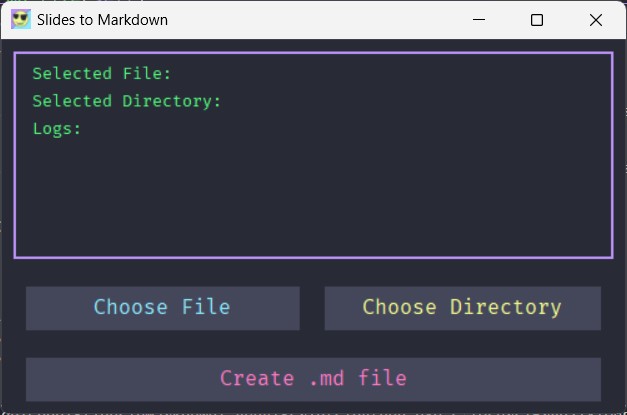 Slides to Markdown
Selected File:
Selected Directory:
Logs:
Choose File
Choose Directory
Create .md file